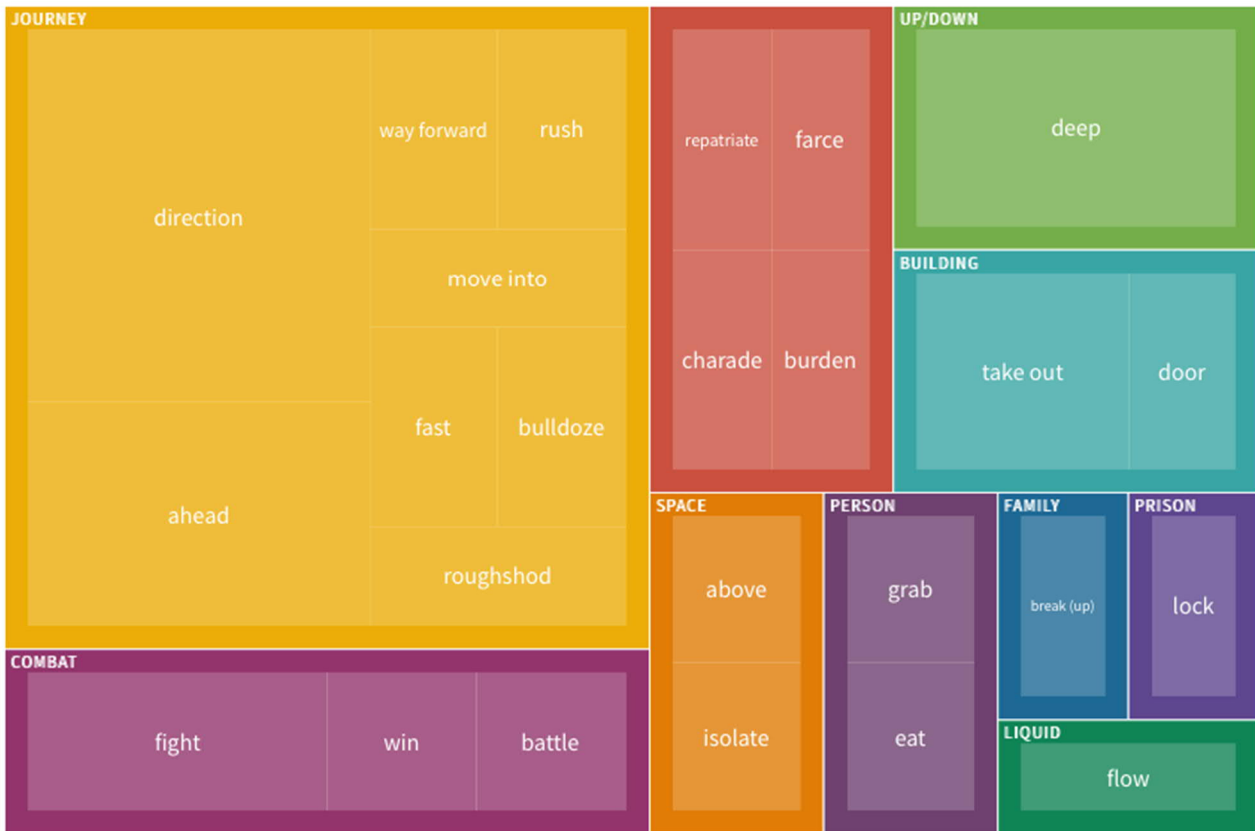 JOURNEY
direction
way forward
rush
move into
ahead
fast
bulldoze
roughshod
COMBAT
fight
win
battle
repatriate
farce
charade
burden
UP/DOWN
deep
BUILDING
take out
door
SPACE
above
isolate
PERSON
grab
eat
FAMILY
break (up)
PRISON
lock
LIQUID
flow